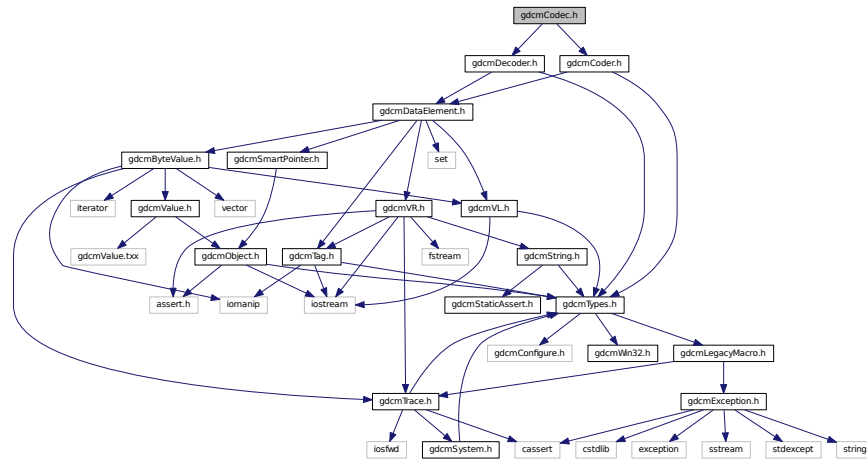 gdcmCodec.h
gdcmDecoder.h
gdcmCoder.h
gdcmDataElement.h
gdcmByteValue.h
gdcmSmartPointer.h
set
iterator
gdcmValue.h
vector
gdcmVR.h
gdcmVL.h
gdcmValue.txx
gdcmObject.h
gdcmTag.h
fstream
gdcmString.h
assert.h
iomanip
iostream
gdcmStaticAssert.h
gdcmTypes.h
gdcmConfigure.h
gdcmWin32.h
gdcmLegacyMacro.h
gdcmTrace.h
gdcmException.h
iosfwd
gdcmSystem.h
cassert
cstdlib
exception
sstream
stdexcept
string